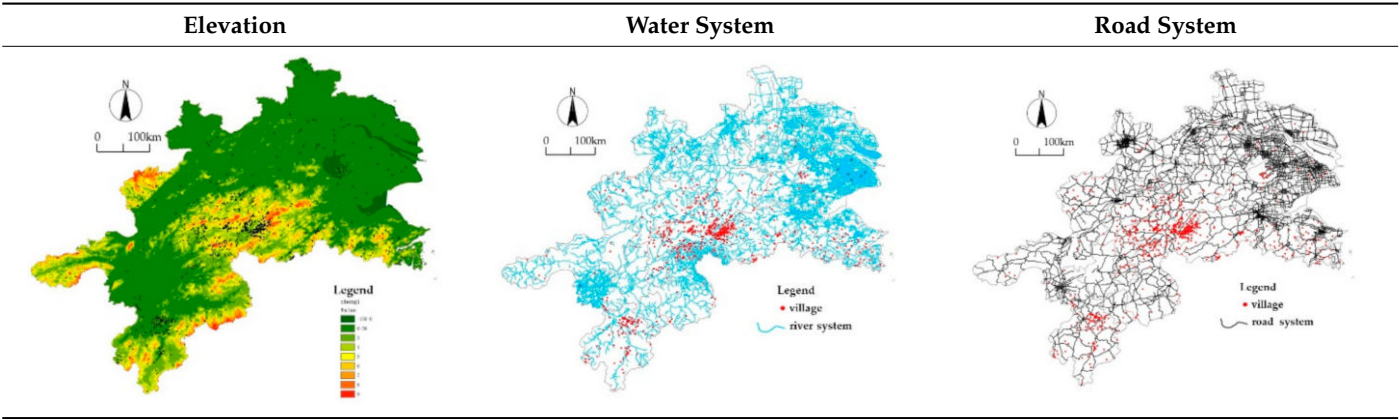 Elevation
Water System
Road System
N
0 100km
N
0 100km
N
0 100km
Legend
Legend
village
river system
Legend
village
road system